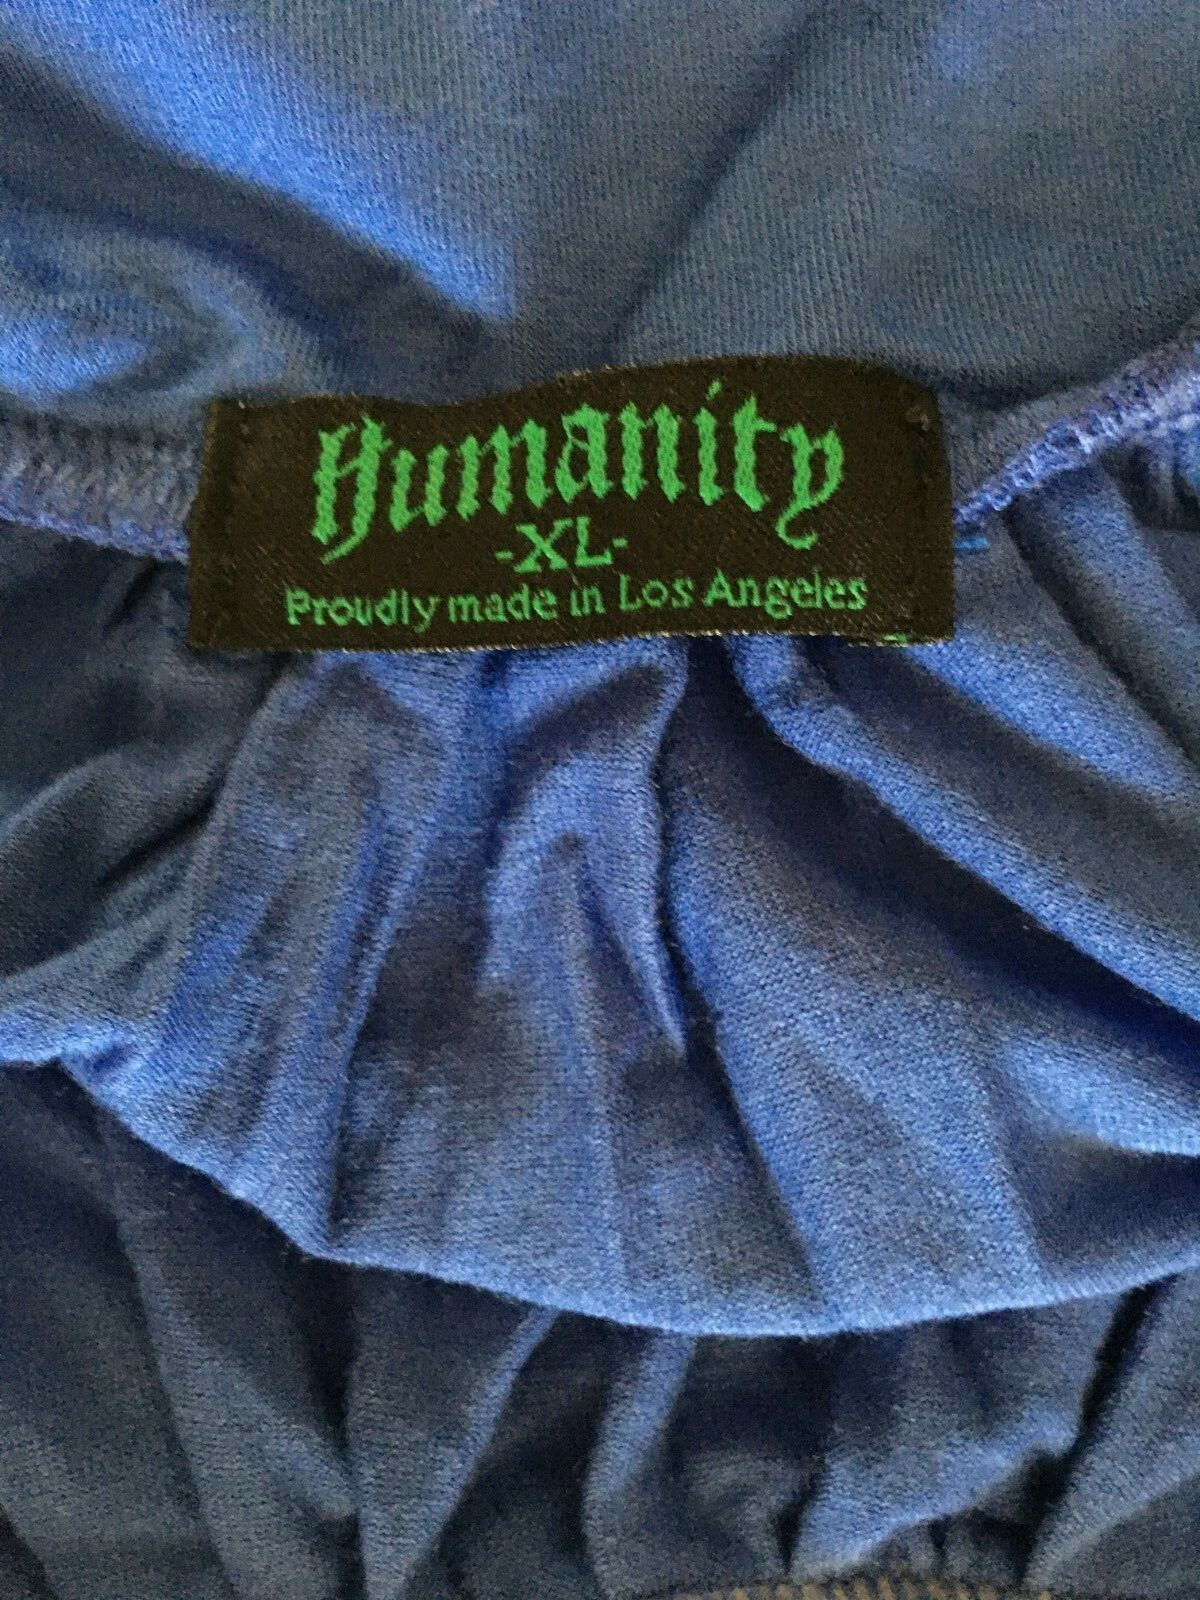 Humanity
-XL-
Proudly made in Los Angeles